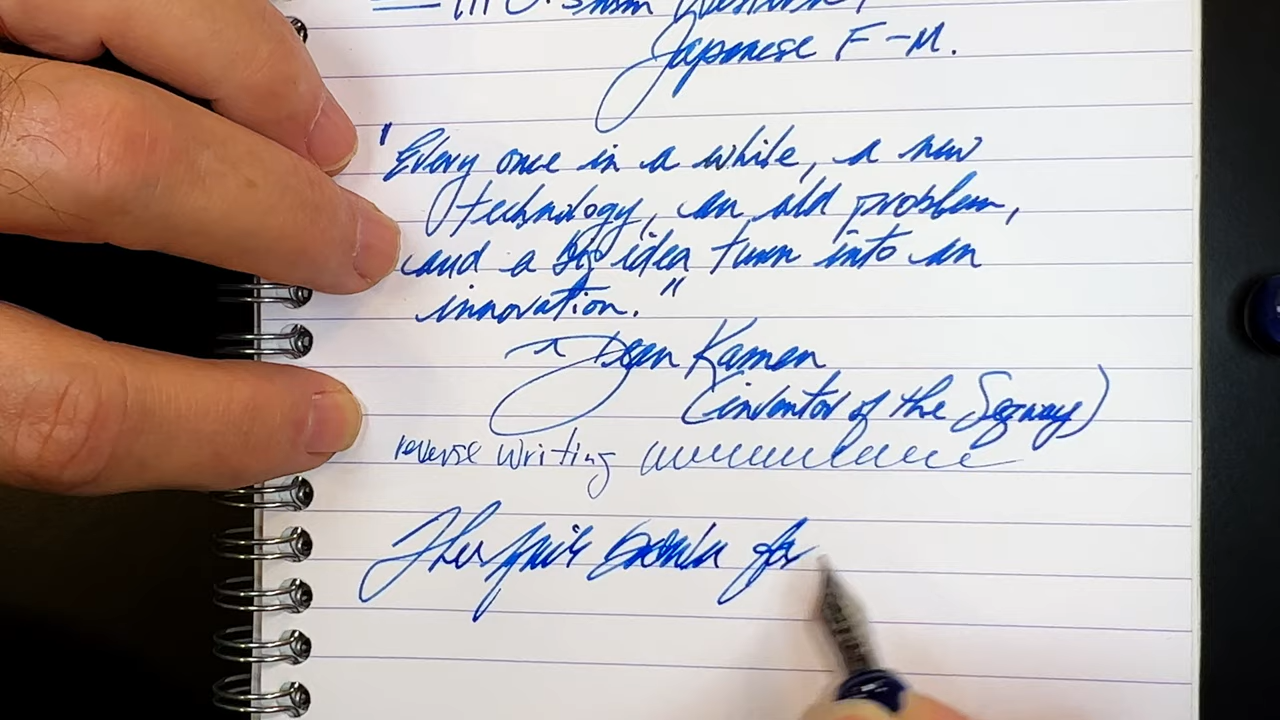 Japanese F-M.
"Every once in a while, a new
technology, an old problem,
and a big idea turn into an
innovation."
- Dean Kamen
(inventor of the Segway)
reverse writing
The quick brown fox